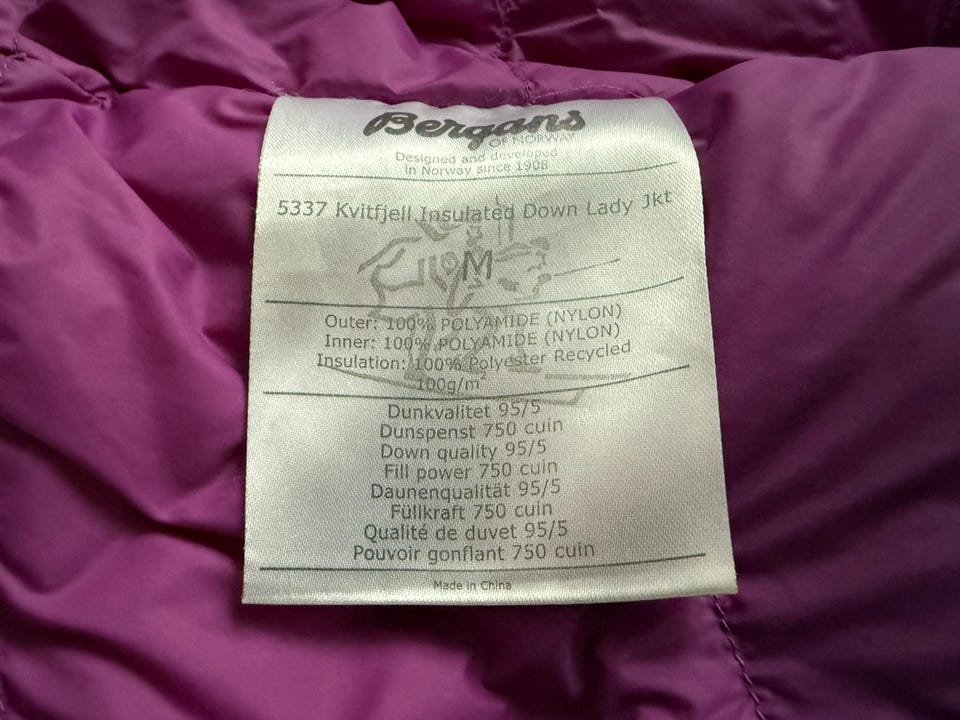 Bergans
OF NORWAY
Designed and developed
in Norway since 1908
5337 Kvitfjell Insulated Down Lady Jkt
M
Outer: 100% POLYAMIDE (NYLON)
Inner: 100% POLYAMIDE (NYLON)
Insulation: 100% Polyester Recycled
100g/m²
Dunkvalitet 95/5
Dunspenst 750 cuin
Down quality 95/5
Fill power 750 cuin
Daunenqualität 95/5
Füllkraft 750 cuin
Qualité de duvet 95/5
Pouvoir gonflant 750 cuin
Made in China